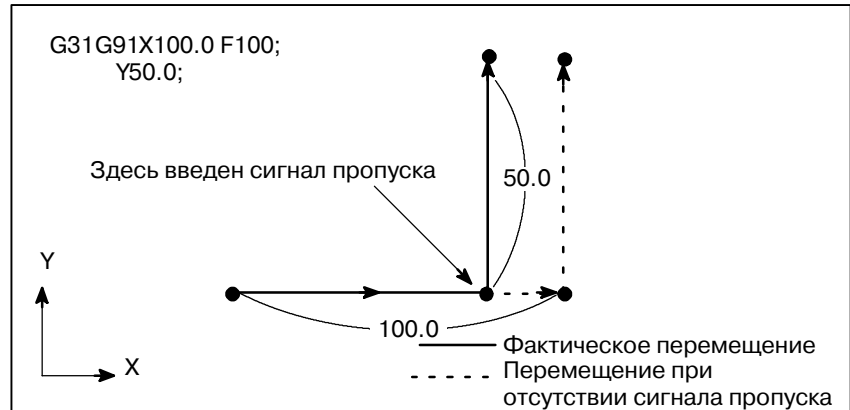 G31G91X100.0 F100;
Y50.0;
Здесь введен сигнал пропуска
50.0
Y
100.0
X
Фактическое перемещение
Перемещение при
отсутствии сигнала пропуска